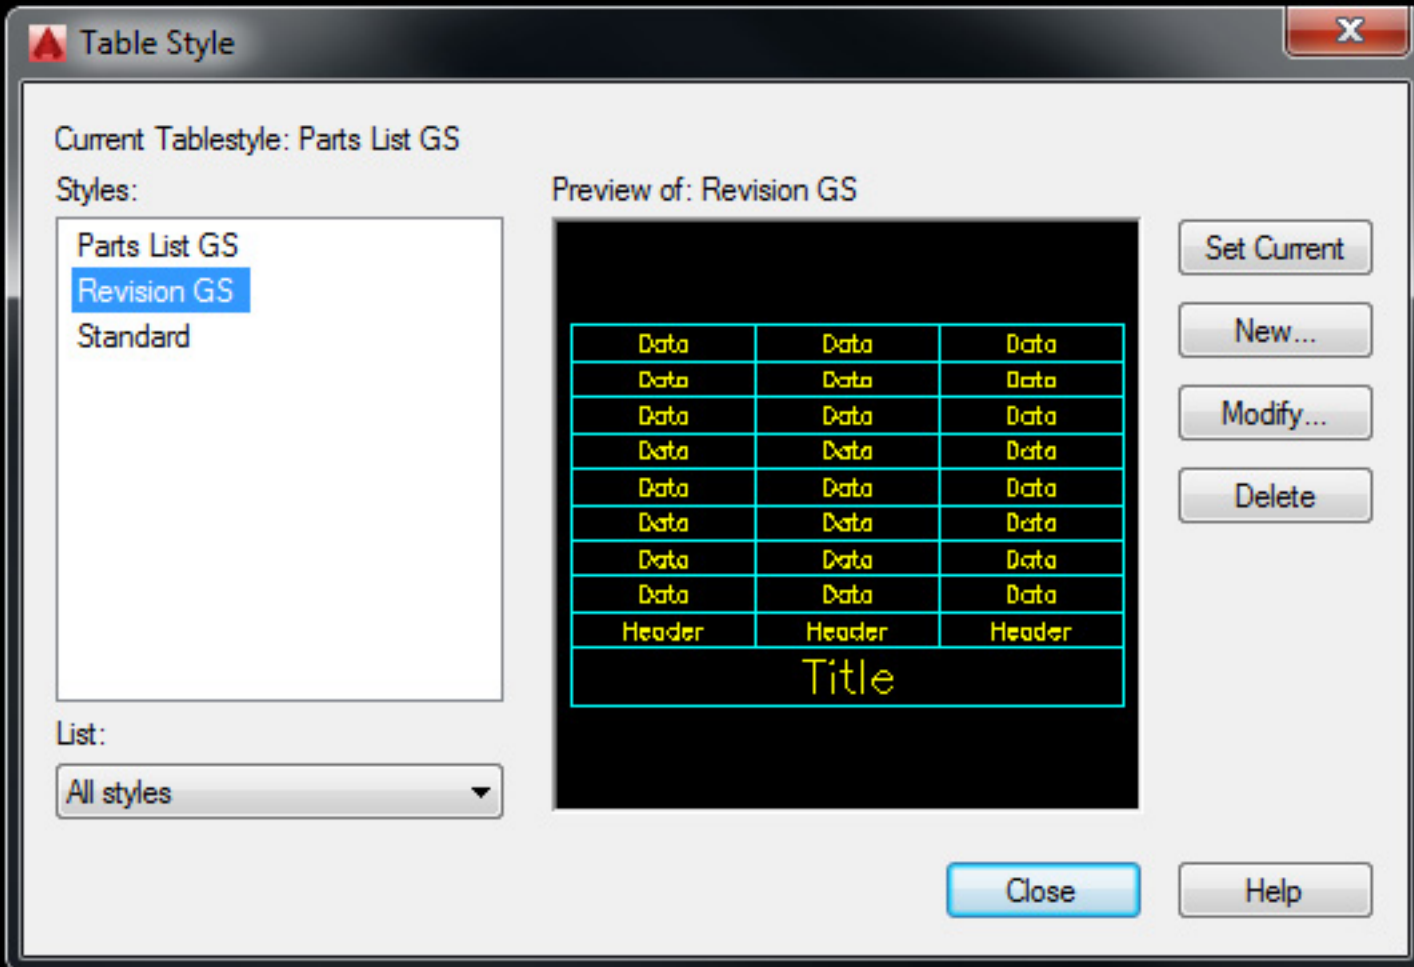 Table Style
Current Tablestyle: Parts List GS
Styles:
Parts List GS
Revision GS
Standard
List:
All styles
Preview of: Revision GS
Data Data Data
Data Data Data
Data Data Data
Data Data Data
Data Data Data
Data Data Data
Data Data Data
Data Data Data
Header Header Header
Title
Set Current
New...
Modify...
Delete
Close
Help